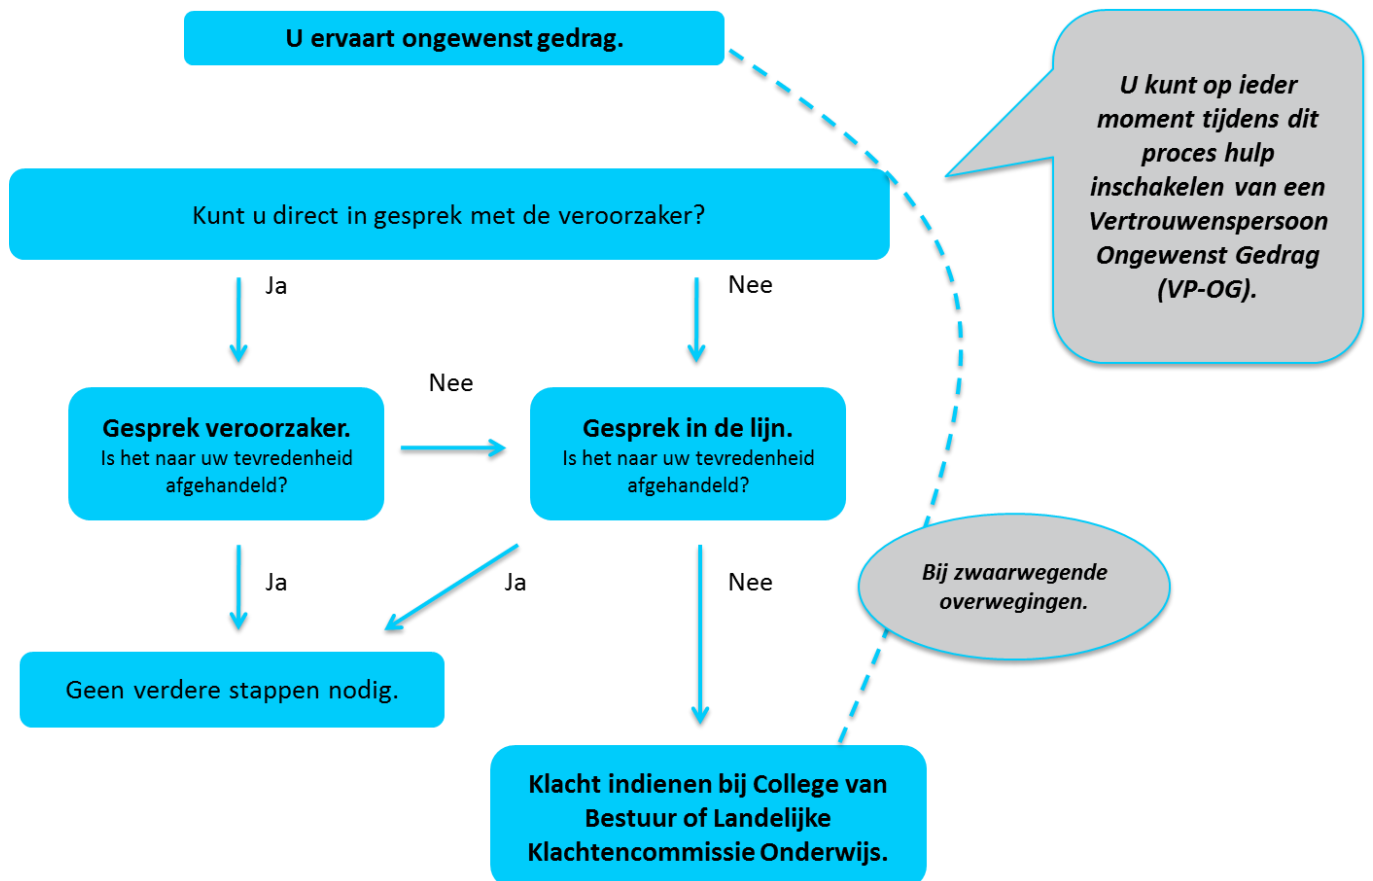 U ervaart ongewenst gedrag.
U kunt op ieder
moment tijdens dit
proces hulp
inschakelen van een
Vertrouwenspersoon
Ongewenst Gedrag
(VP-OG).
Kunt u direct in gesprek met de veroorzaker?
Ja
Nee
Gesprek veroorzaker.
Is het naar uw tevredenheid
afgehandeld?
Nee
Gesprek in de lijn.
Is het naar uw tevredenheid
afgehandeld?
Ja
Ja
Nee
Bij zwaarwegende
overwegingen.
Geen verdere stappen nodig.
Klacht indienen bij College van
Bestuur of Landelijke
Klachtencommissie Onderwijs.